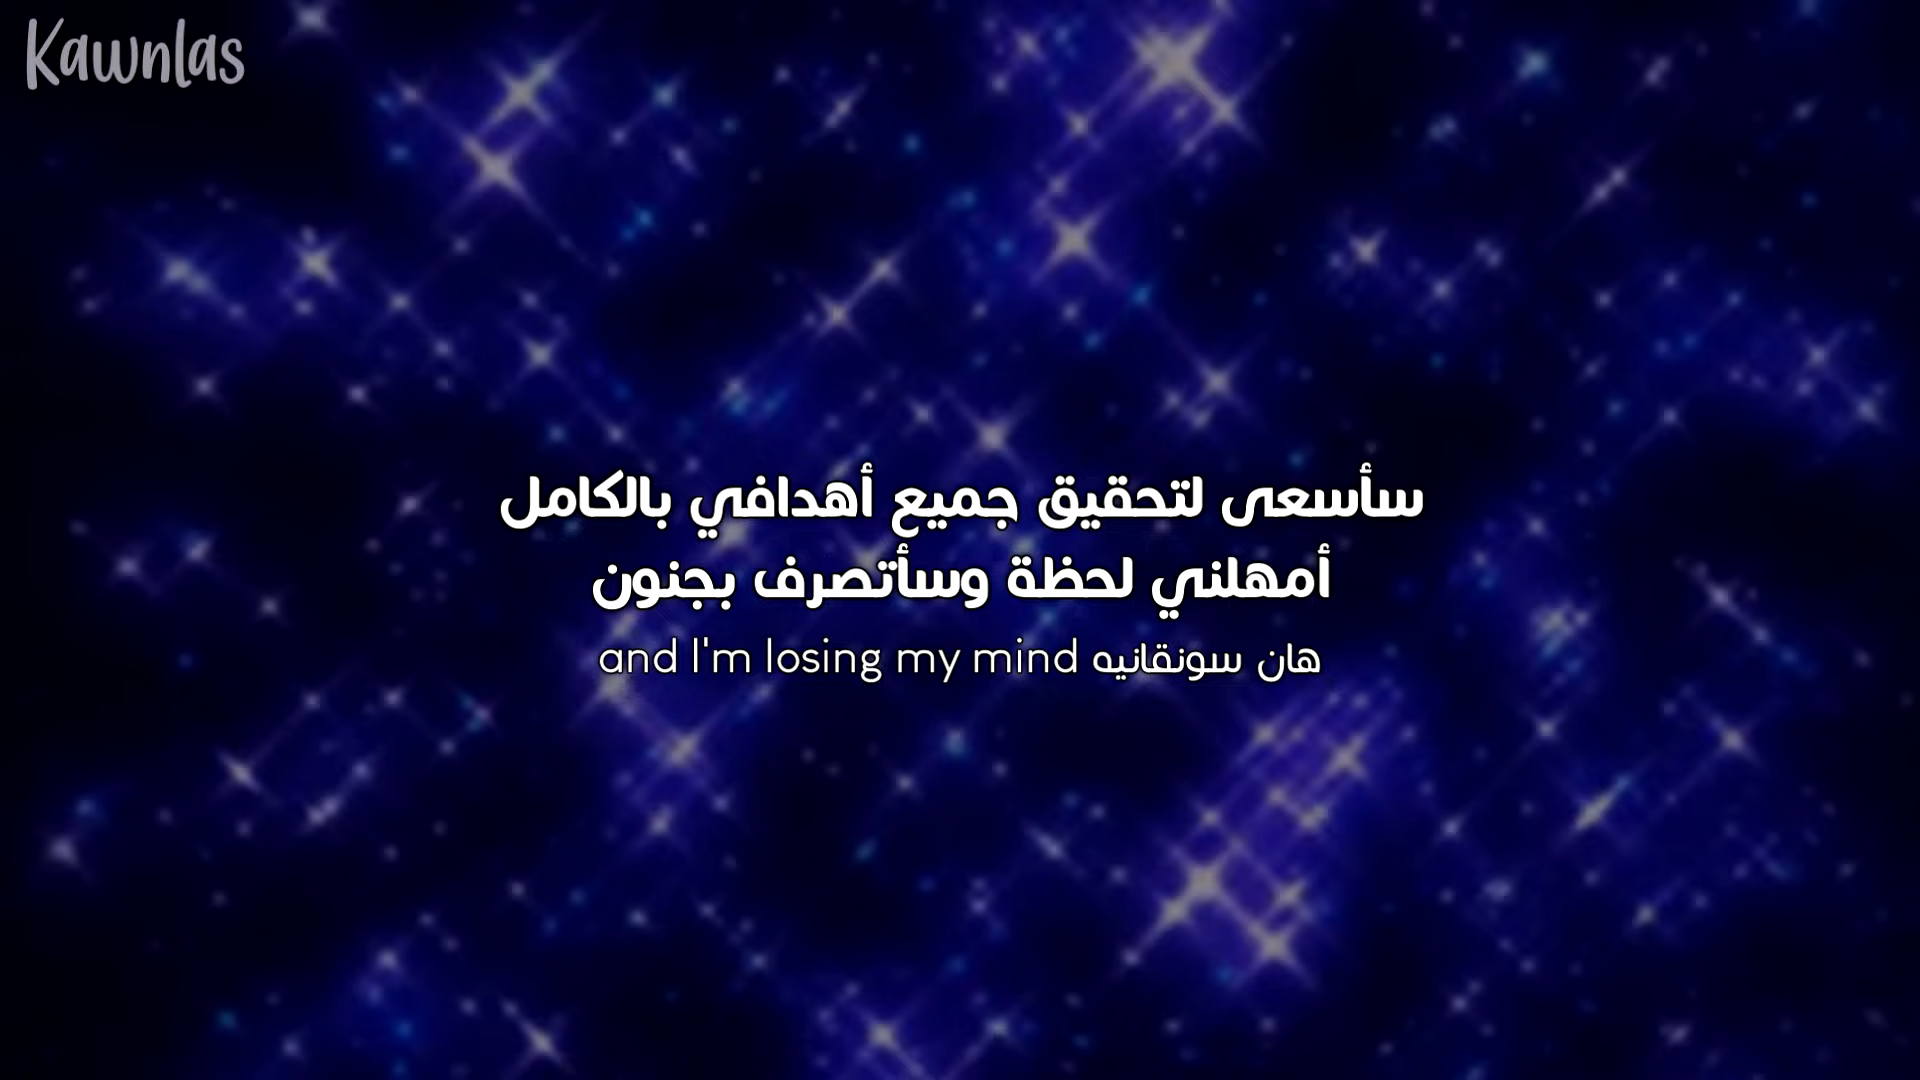 Kawnlas
سأسعى لتحقيق جميع أهدافي بالكامل
أمهلني لحظة وسأتصرف بجنون
هان سونقانيه and I'm losing my mind